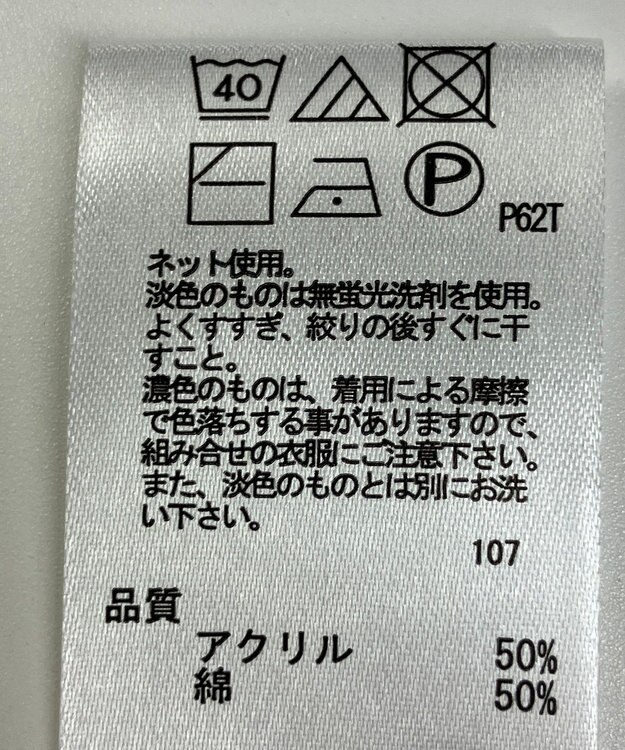 40
P
P62T
ネット使用。
淡色のものは無蛍光洗剤を使用。
よくすすぎ、絞りの後すぐに干
すこと。
濃色のものは、着用による摩擦
で色落ちする事がありますので、
組み合せの衣服にご注意下さい。
また、淡色のものとは別にお洗
い下さい。
107
品質
アクリル 50%
綿 50%